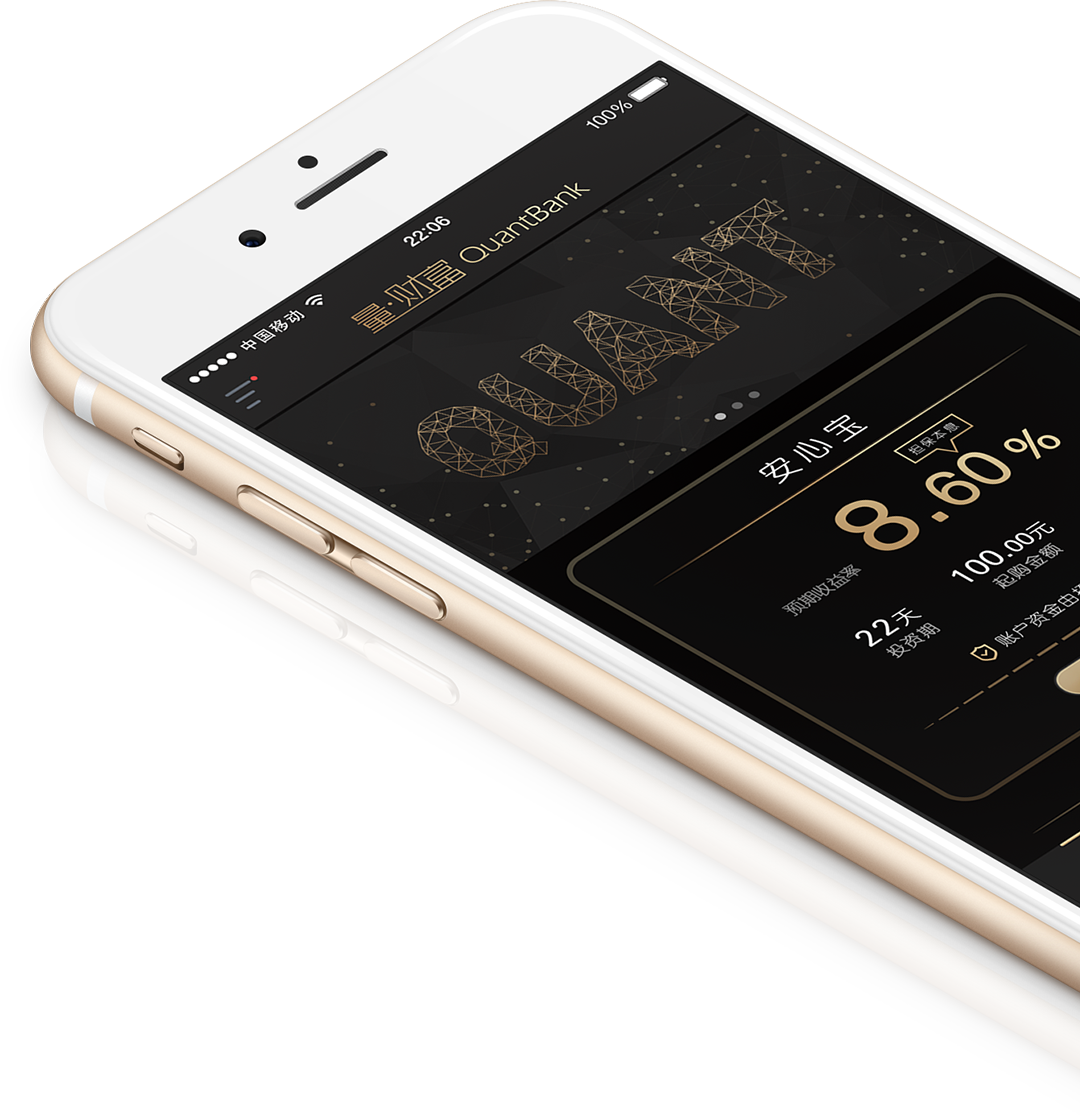 中国移动
22:06
100%
量·财富 QuantBank
QUANT
安心宝
担保本息
8.60%
预期收益率
22天
投资期
100.00元
起购金额
账户资金由